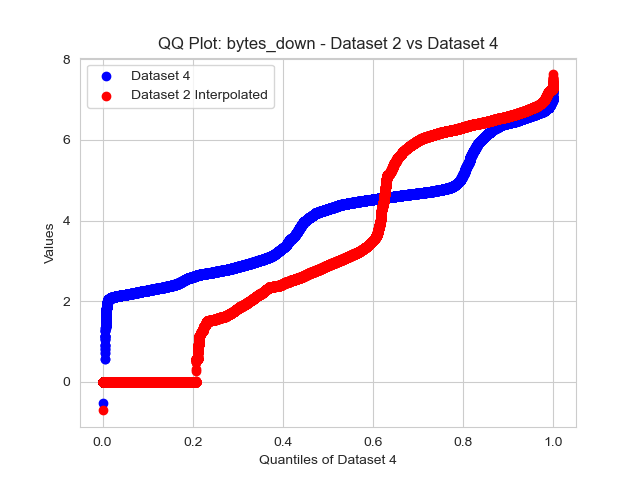 QQ Plot: bytes_down - Dataset 2 vs Dataset 4
Dataset 4
Dataset 2 Interpolated
8
6
4
2
0
Values
0.0 0.2 0.4 0.6 0.8 1.0
Quantiles of Dataset 4